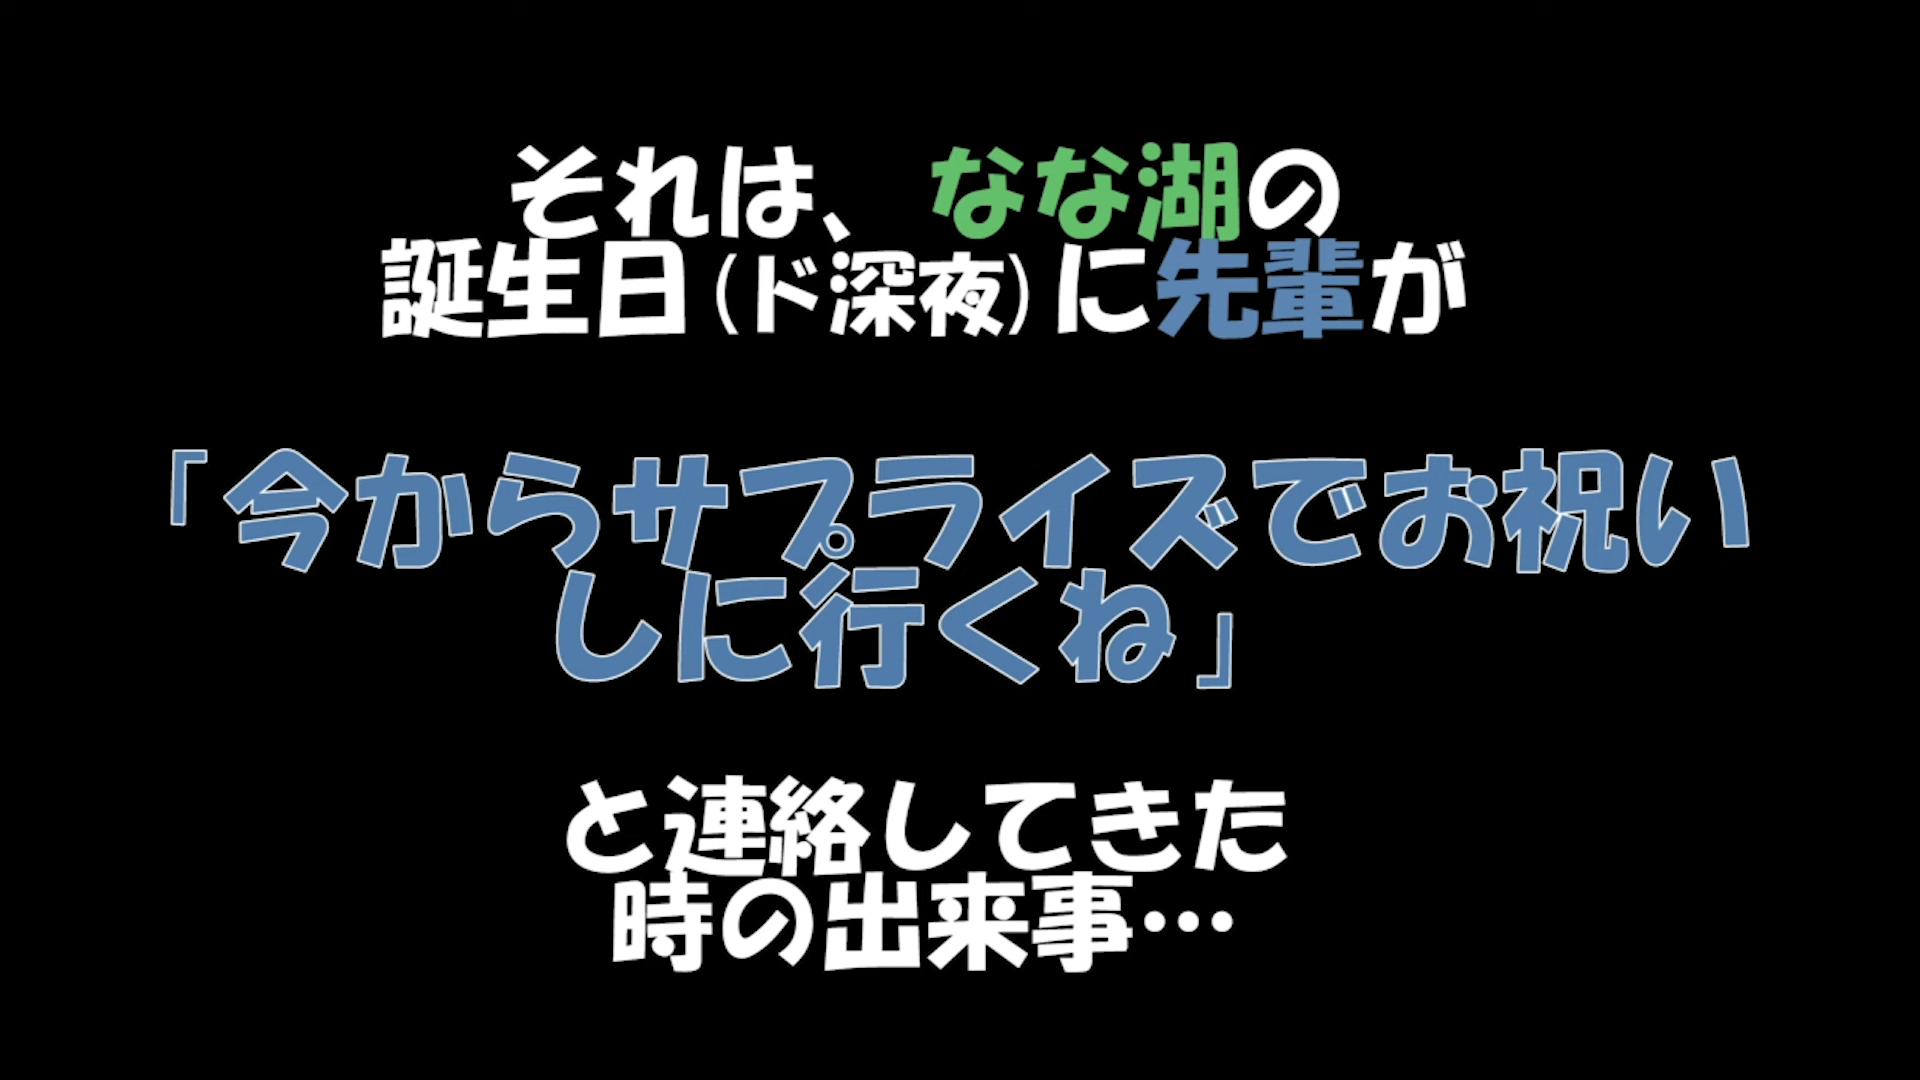 それは、なな湖の
誕生日(ド深夜)に先輩が
「今からサプライズでお祝い
しに行くね」
と連絡してきた
時の出来事…